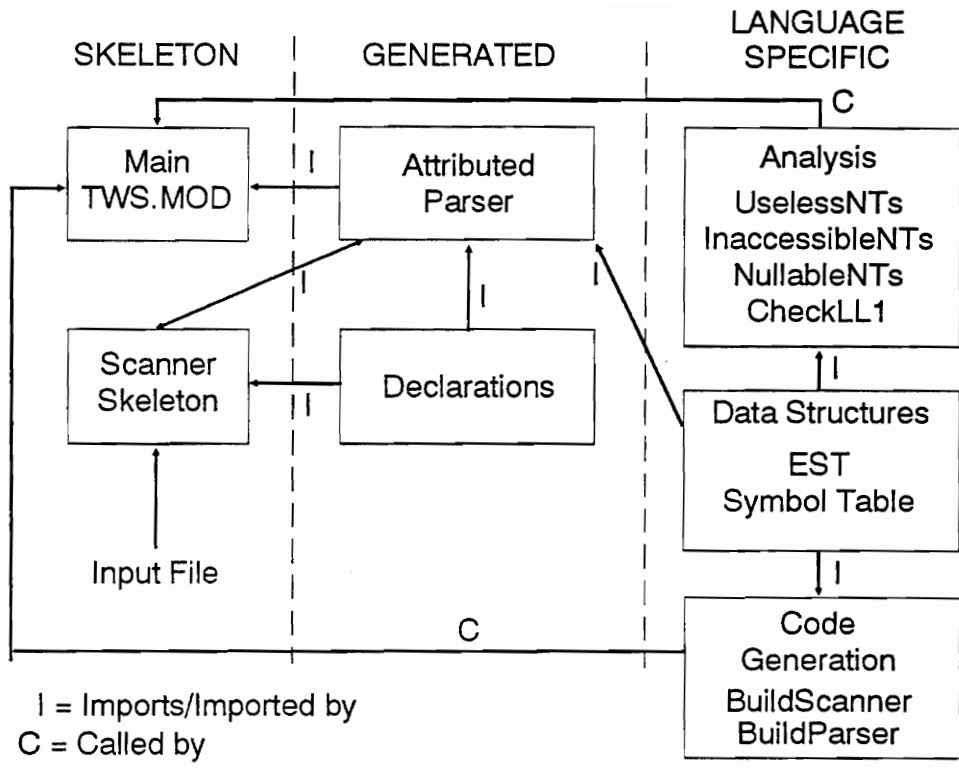 SKELETON
GENERATED
LANGUAGE
SPECIFIC
C
Main
TWS.MOD
I
Attributed
Parser
Analysis
UselessNTs
InaccessibleNTs
NullableNTs
CheckLL1
I
I
I
Scanner
Skeleton
I
Declarations
I
Data Structures
EST
Symbol Table
Input File
I
C
Code
Generation
BuildScanner
BuildParser
I = Imports/Imported by
C = Called by